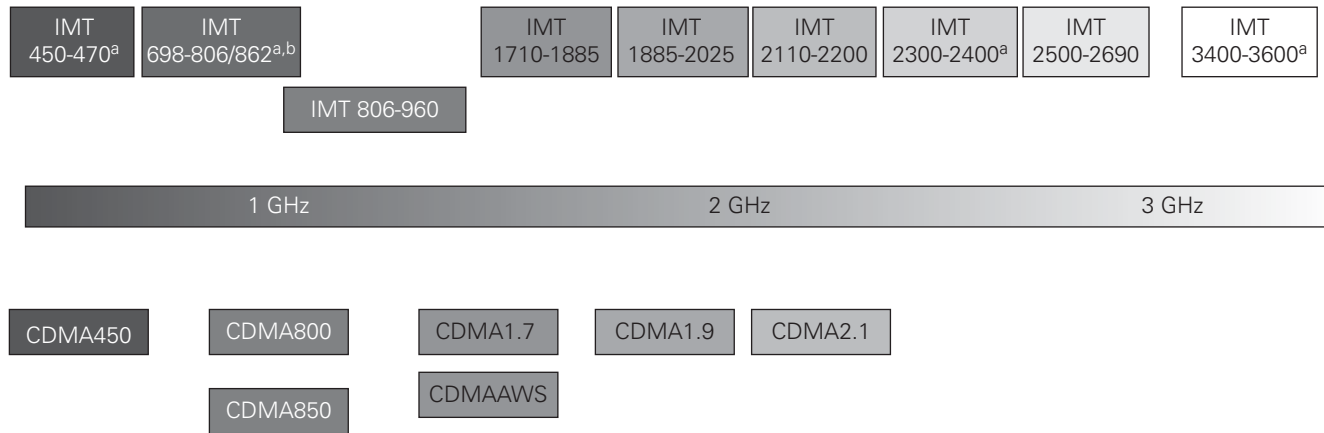 IMT
450-470ᵃ
IMT
698-806/862ᵃ,ᵇ
IMT
1710-1885
IMT
1885-2025
IMT
2110-2200
IMT
2300-2400ᵃ
IMT
2500-2690
IMT
3400-3600ᵃ
IMT 806-960
1 GHz
2 GHz
3 GHz
CDMA450
CDMA800
CDMA1.7
CDMA1.9
CDMA2.1
CDMAAWS
CDMA850